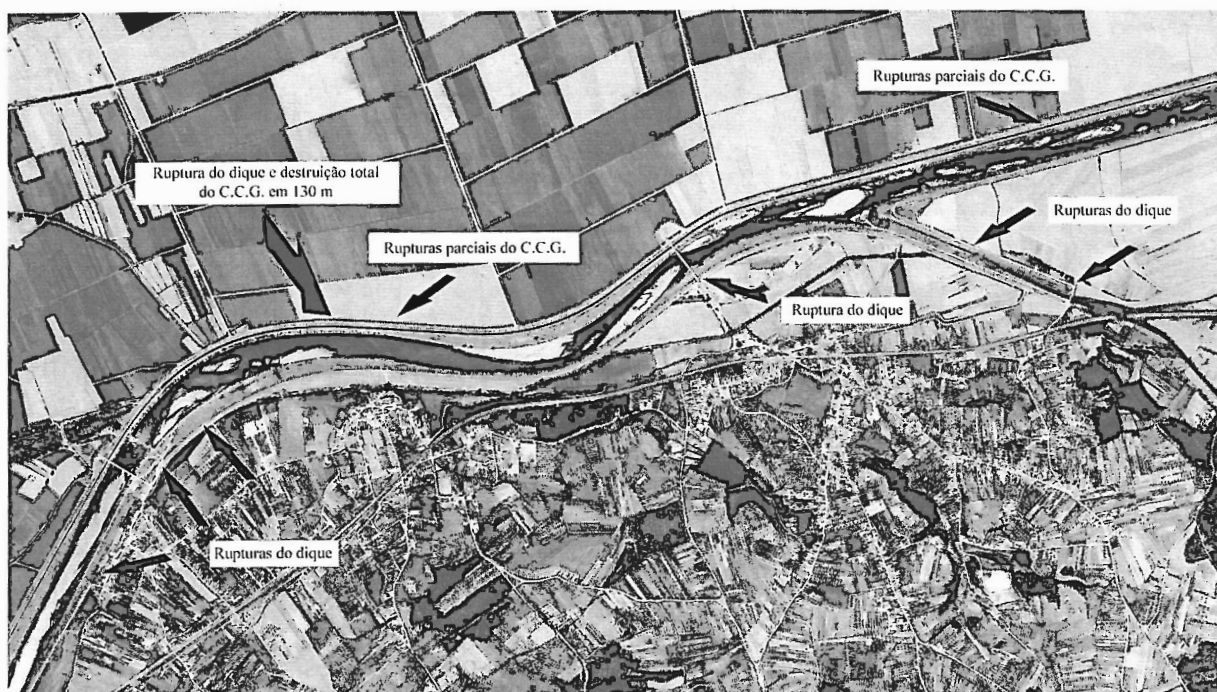 Rupturas parciais do C.C.G.
Ruptura do dique e destruição total
do C.C.G. em 130 m
Rupturas do dique
Rupturas parciais do C.C.G.
Ruptura do dique
Rupturas do dique